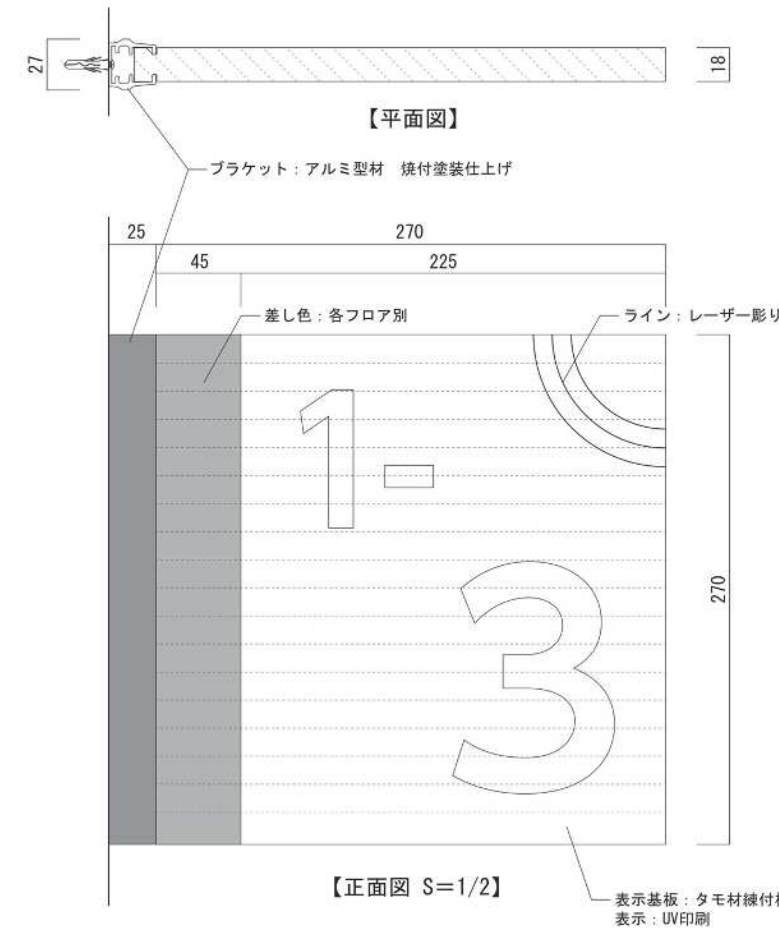 27
18
【平面図】
ブラケット：アルミ型材　焼付塗装仕上げ
25
270
45
225
差し色：各フロア別
ライン：レーザー彫り
1-
3
270
【正面図 S=1/2】
表示基板：タモ材練付
表示：UV印刷